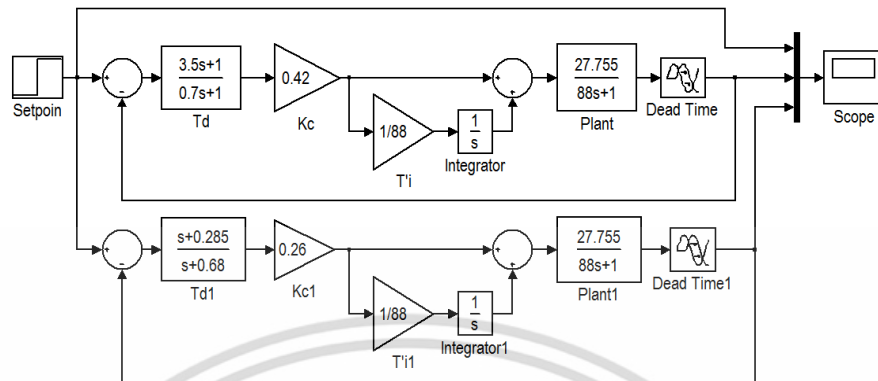 Setpoin
3.5s+1
0.7s+1
Td
0.42
Kc
1/88
T'i
1
s
Integrator
27.755
88s+1
Plant
Dead Time
Scope
s+0.285
s+0.68
Td1
0.26
Kc1
1/88
T'i1
1
s
Integrator1
27.755
88s+1
Plant1
Dead Time1